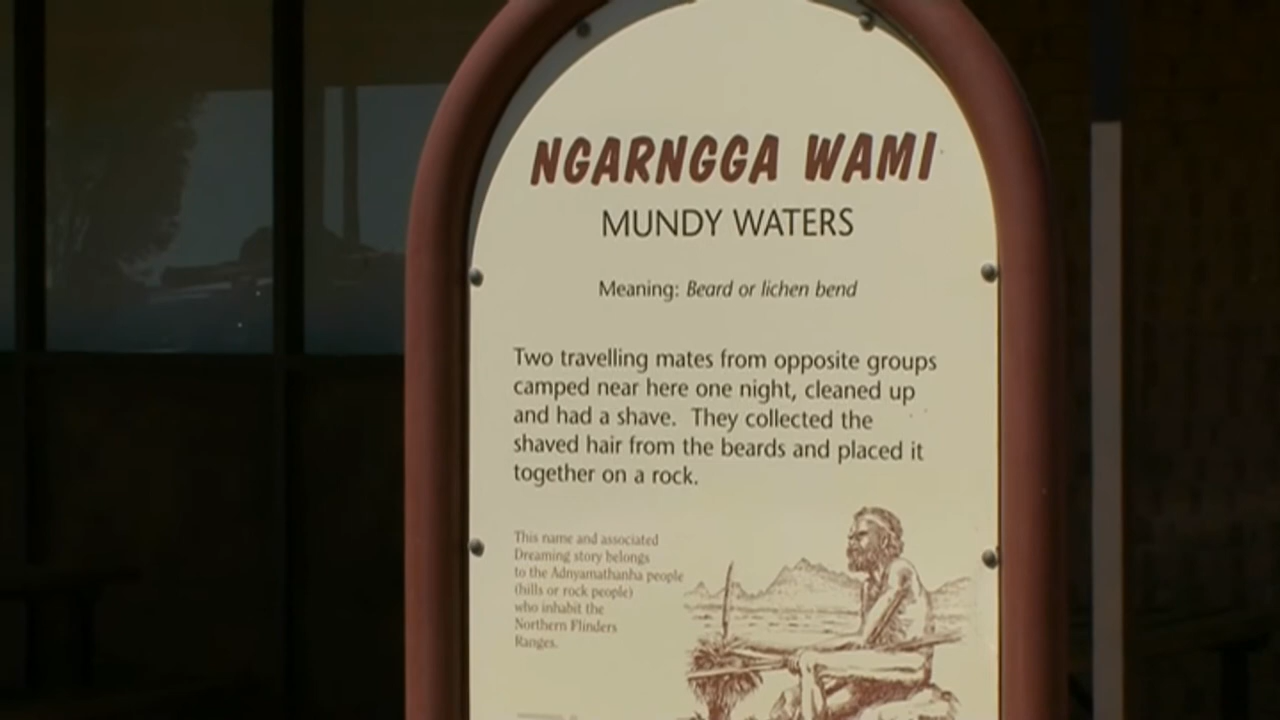 NGARNGGA WAMI
MUNDY WATERS
Meaning: Beard or lichen bend
Two travelling mates from opposite groups
camped near here one night, cleaned up
and had a shave. They collected the
shaved hair from the beards and placed it
together on a rock.
This name and associated
Dreaming story belongs
to the Adnyamathanha people
(hills or rock people)
who inhabit the
Northern Flinders
Ranges.